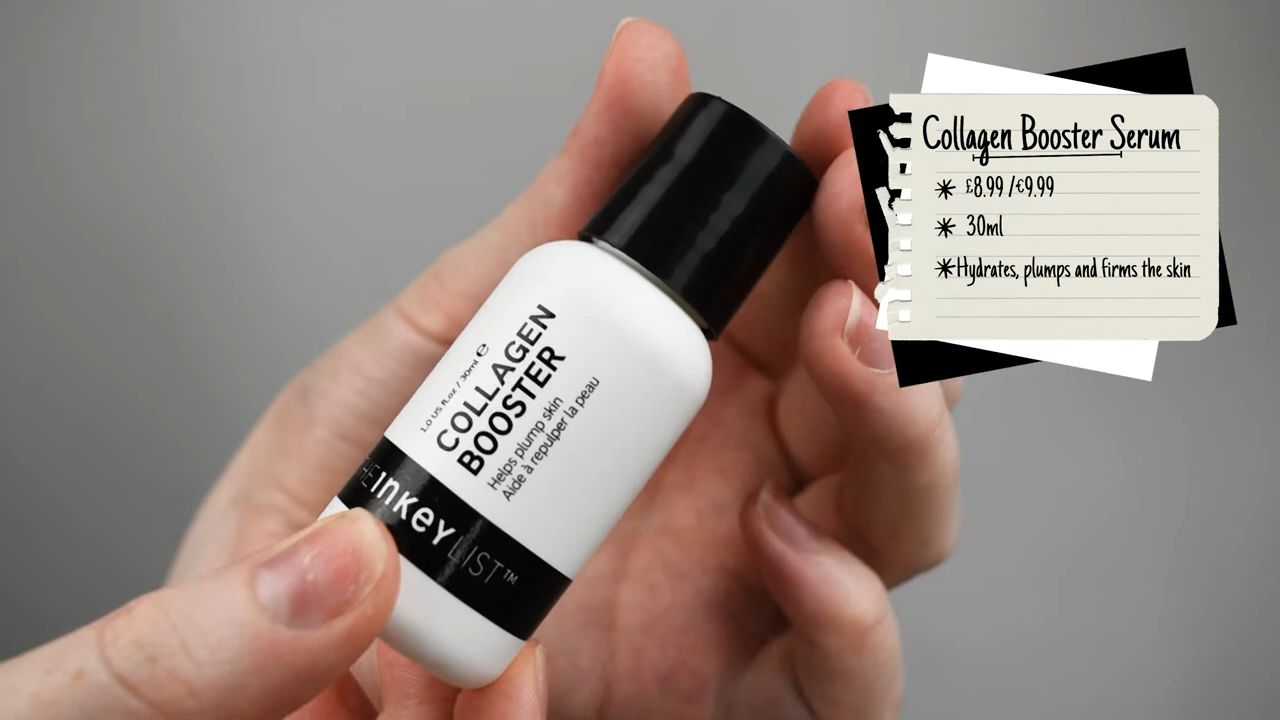 1.0 US fl.oz / 30ml ℮
COLLAGEN
BOOSTER
Helps plump skin
Aide à repulper la peau
THE INKEY LIST™
Collagen Booster Serum
✳ £8.99 /€9.99
✳ 30ml
✳Hydrates, plumps and firms the skin